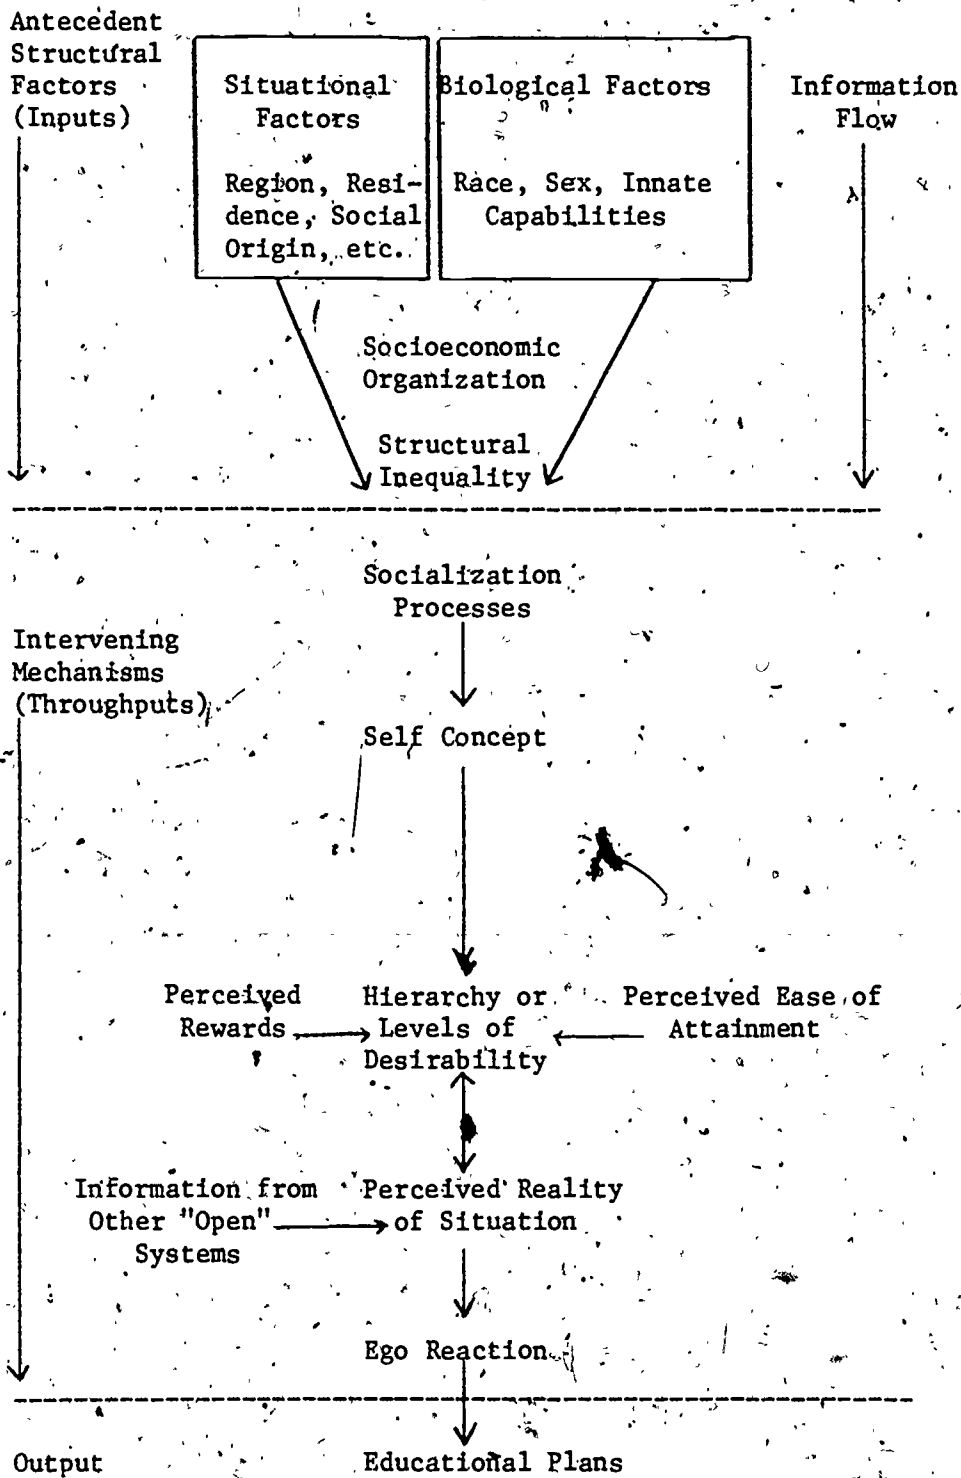 Antecedent
Structural
Factors
(Inputs)
Situational
Factors
Region, Resi-
dence, Social
Origin, etc.
Biological Factors
Race, Sex, Innate
Capabilities
Information
Flow
Socioeconomic
Organization
Structural
Inequality
Socialization
Processes
Intervening
Mechanisms
(Throughputs)
Self Concept
Perceived
Rewards
Hierarchy or
Levels of
Desirability
Perceived Ease of
Attainment
Information from
Other "Open"
Systems
Perceived Reality
of Situation
Ego Reaction
Output
Educational Plans